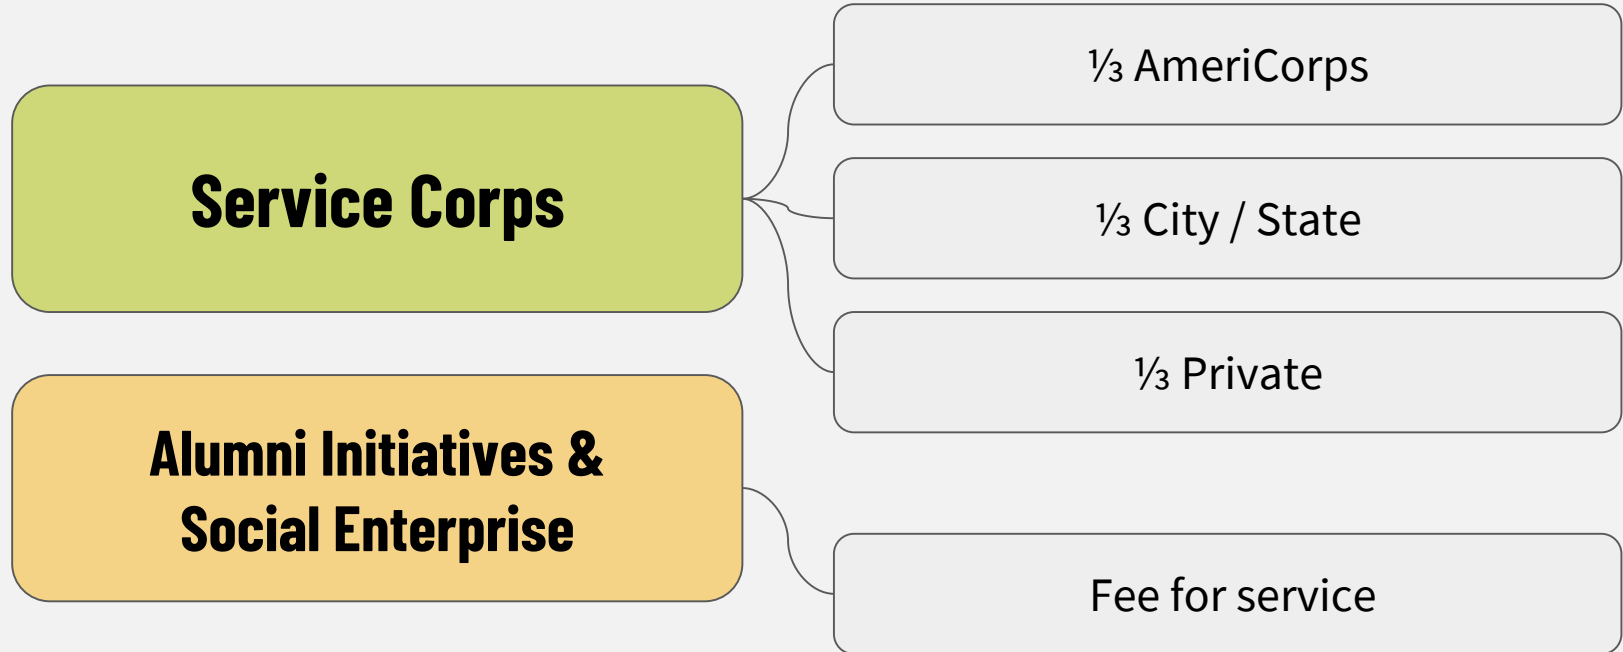 Service Corps
⅓ AmeriCorps
⅓ City / State
⅓ Private
Alumni Initiatives &
Social Enterprise
Fee for service